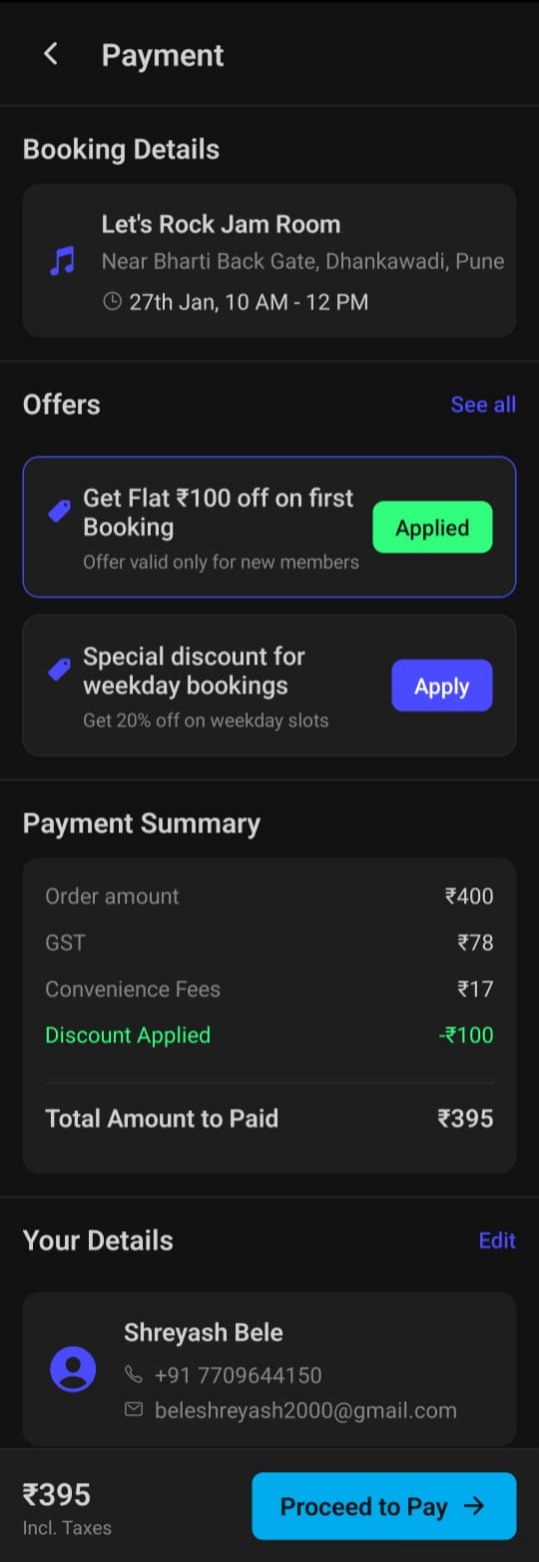 Payment
Booking Details
Let's Rock Jam Room
Near Bharti Back Gate, Dhankawadi, Pune
27th Jan, 10 AM - 12 PM
Offers
See all
Get Flat ₹100 off on first
Booking
Applied
Offer valid only for new members
Special discount for
weekday bookings
Apply
Get 20% off on weekday slots
Payment Summary
Order amount ₹400
GST ₹78
Convenience Fees ₹17
Discount Applied -₹100
Total Amount to Paid ₹395
Your Details
Edit
Shreyash Bele
+91 7709644150
beleshreyash2000@gmail.com
₹395
Incl. Taxes
Proceed to Pay →